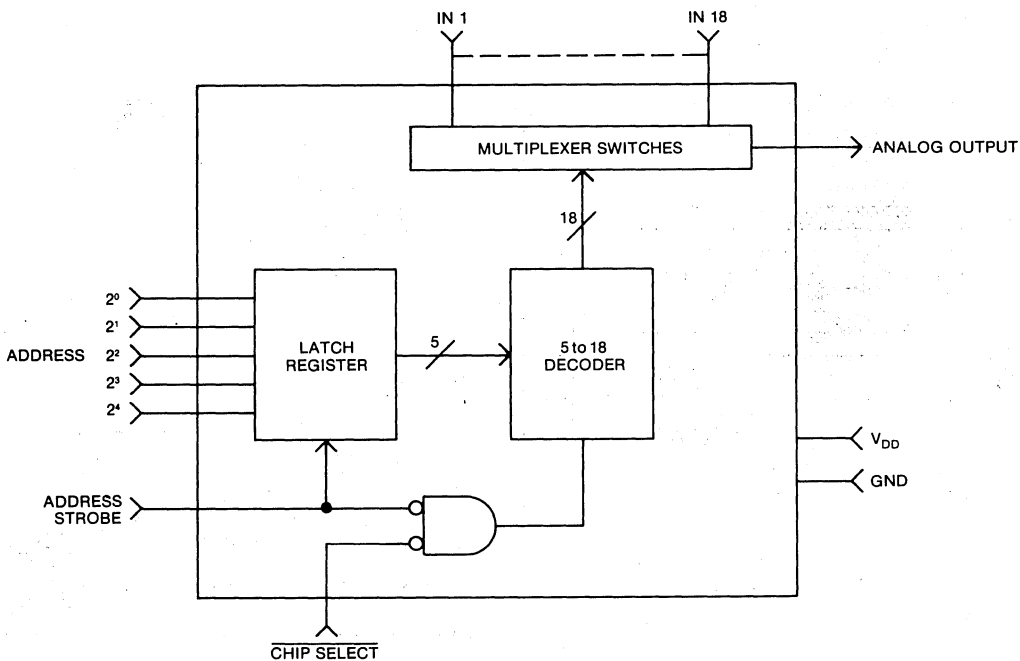 IN 1
IN 18
MULTIPLEXER SWITCHES
ANALOG OUTPUT
18
2⁰
2¹
ADDRESS 2²
2³
2⁴
LATCH
REGISTER
5
5 to 18
DECODER
V_DD
GND
ADDRESS
STROBE
CHIP SELECT